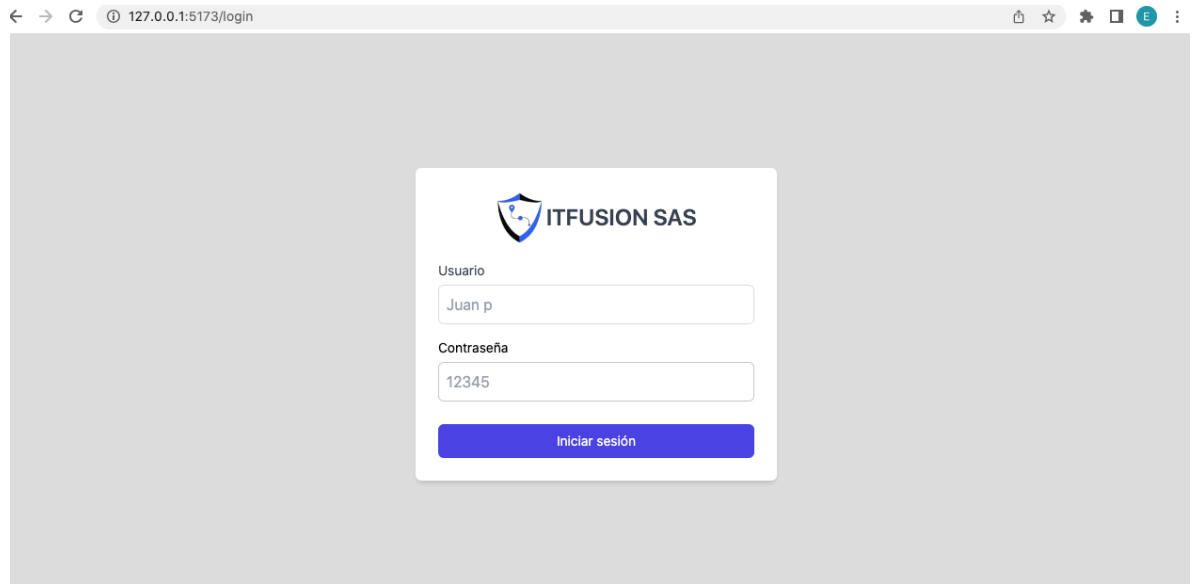 127.0.0.1:5173/login
E
ITFUSION SAS
Usuario
Juan p
Contraseña
12345
Iniciar sesión